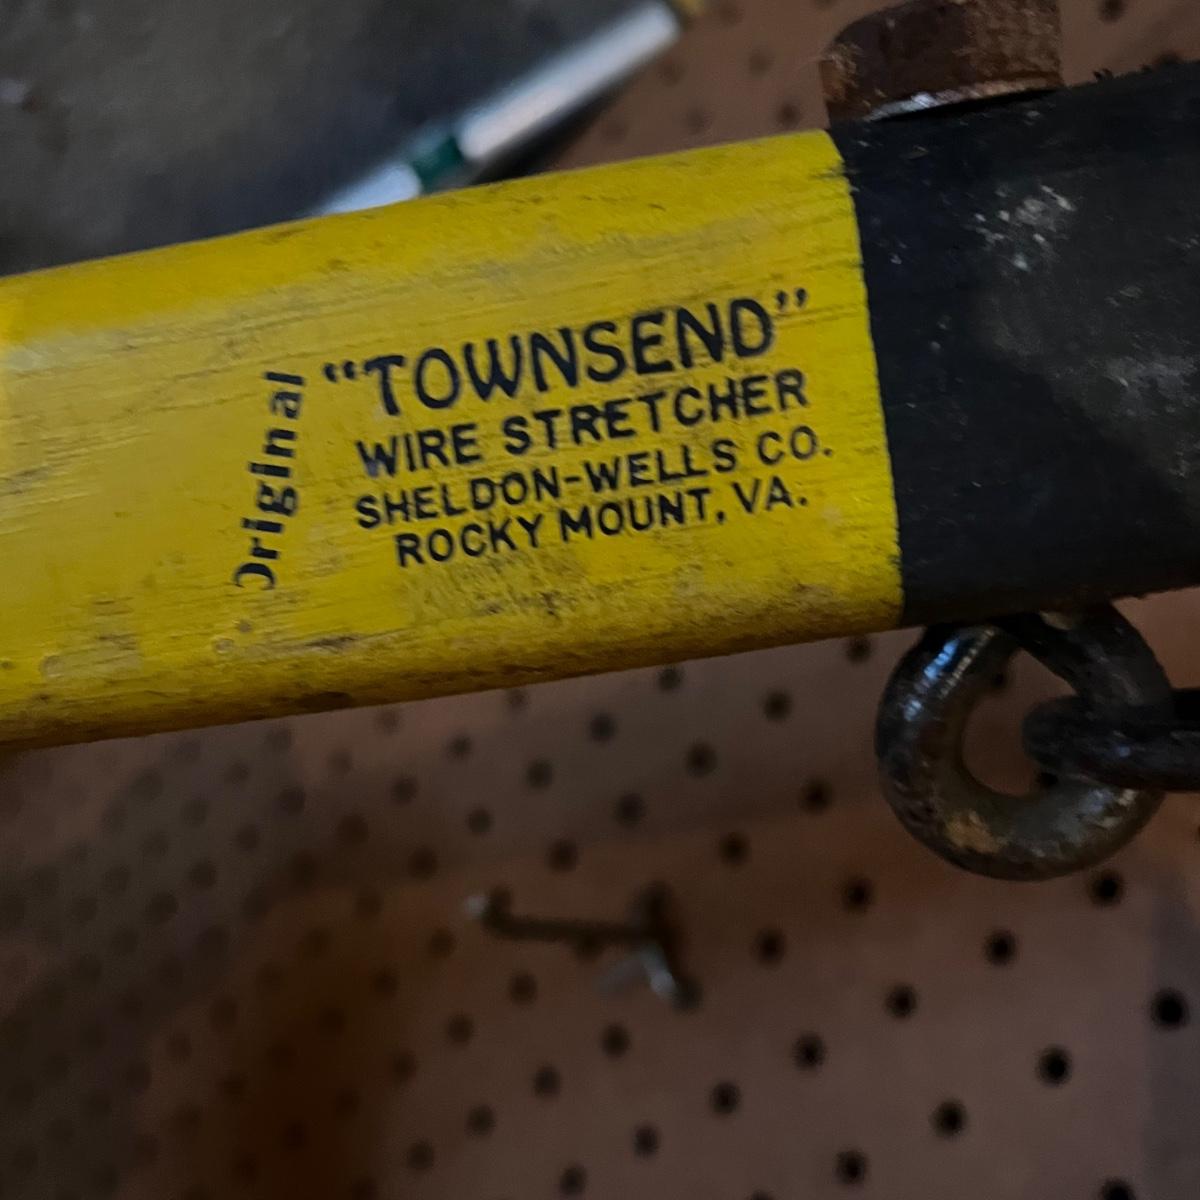 Original
"TOWNSEND"
WIRE STRETCHER
SHELDON-WELLS CO.
ROCKY MOUNT, VA.